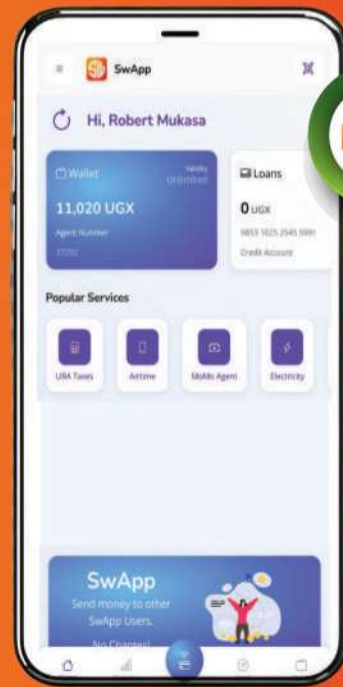 SwApp
Hi, Robert Mukasa
Wallet
Validity
Unlimited
Loans
11,020 UGX
0 UGX
Agent Number
Credit Account
Popular Services
URA Taxes
Airtime
MoMo Agent
Electricity
SwApp
Send money to other
SwApp Users.
No Charges!